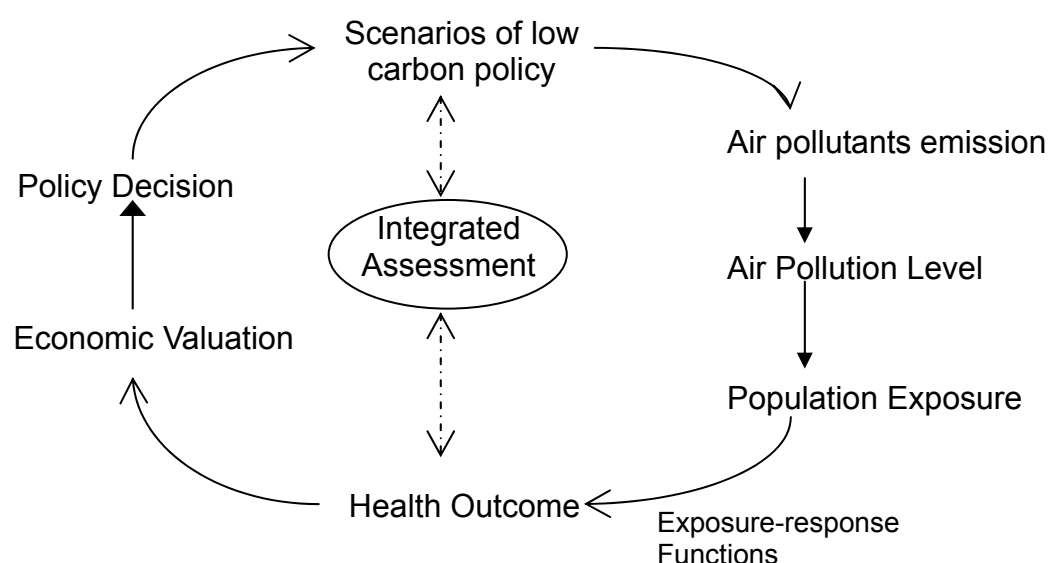 Scenarios of low
carbon policy
Air pollutants emission
Policy Decision
Integrated
Assessment
Air Pollution Level
Economic Valuation
Population Exposure
Health Outcome
Exposure-response
Functions